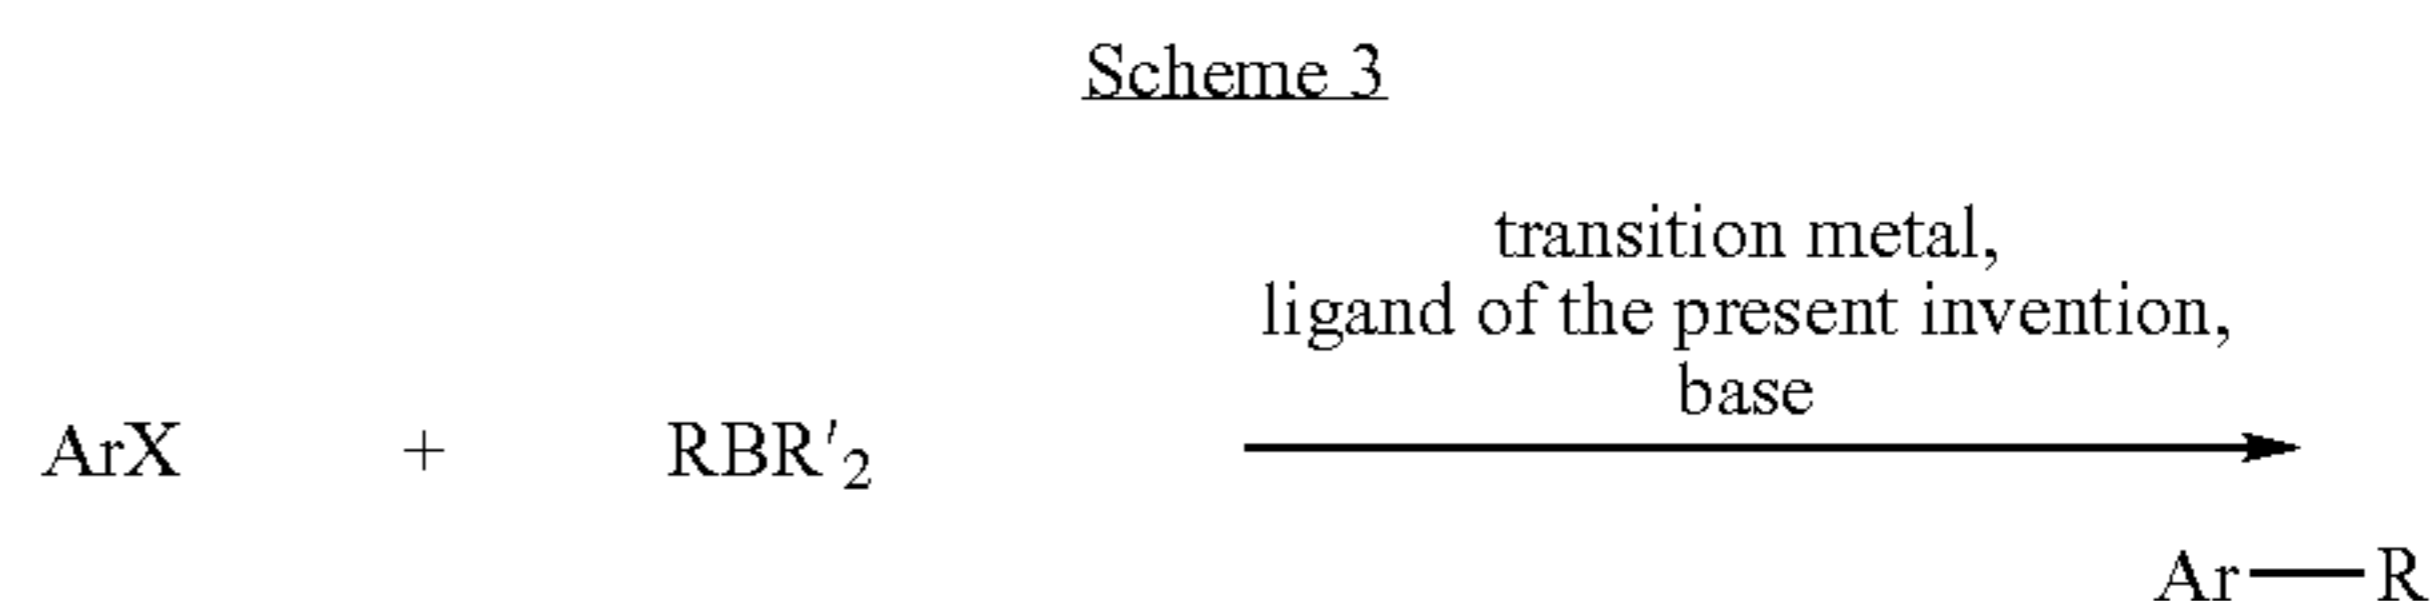 Scheme 3
transition metal,
ligand of the present invention,
base
ArX + RBR′₂
Ar—R